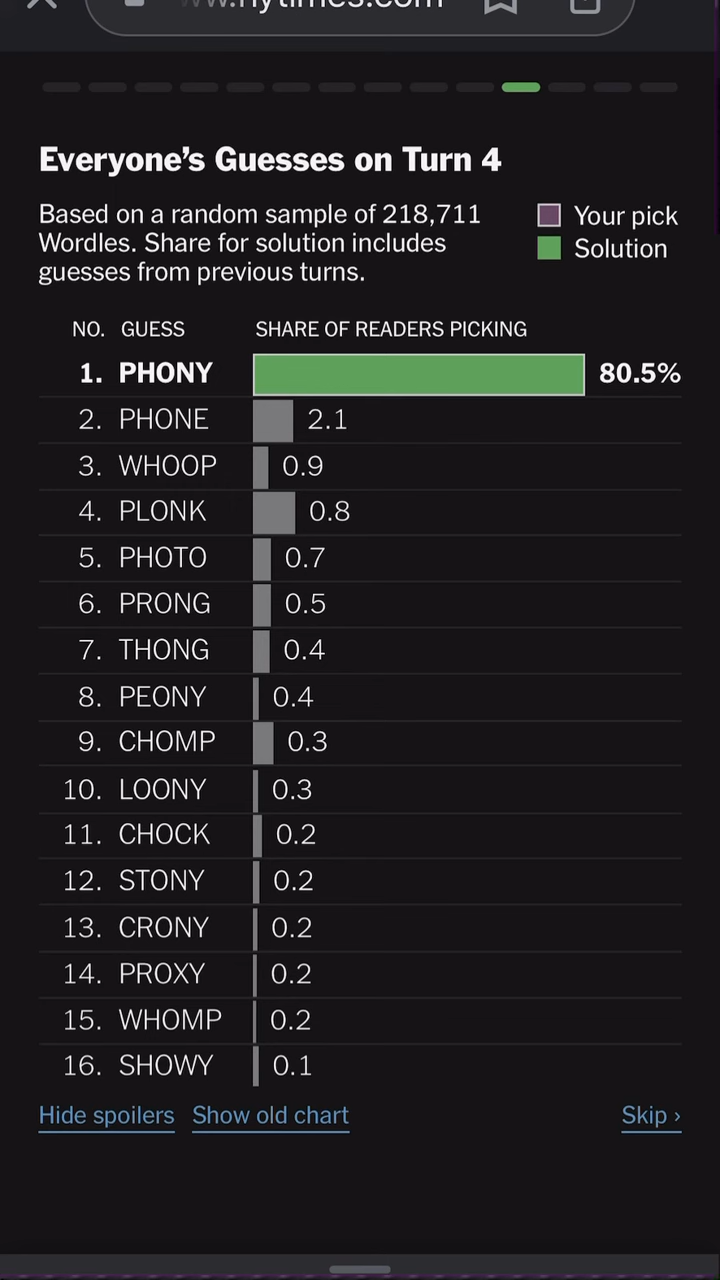 www.nytimes.com
Everyone's Guesses on Turn 4
Based on a random sample of 218,711
Wordles. Share for solution includes
guesses from previous turns.
Your pick
Solution
NO. GUESS SHARE OF READERS PICKING
1. PHONY 80.5%
2. PHONE 2.1
3. WHOOP 0.9
4. PLONK 0.8
5. PHOTO 0.7
6. PRONG 0.5
7. THONG 0.4
8. PEONY 0.4
9. CHOMP 0.3
10. LOONY 0.3
11. CHOCK 0.2
12. STONY 0.2
13. CRONY 0.2
14. PROXY 0.2
15. WHOMP 0.2
16. SHOWY 0.1
Hide spoilers Show old chart Skip ›